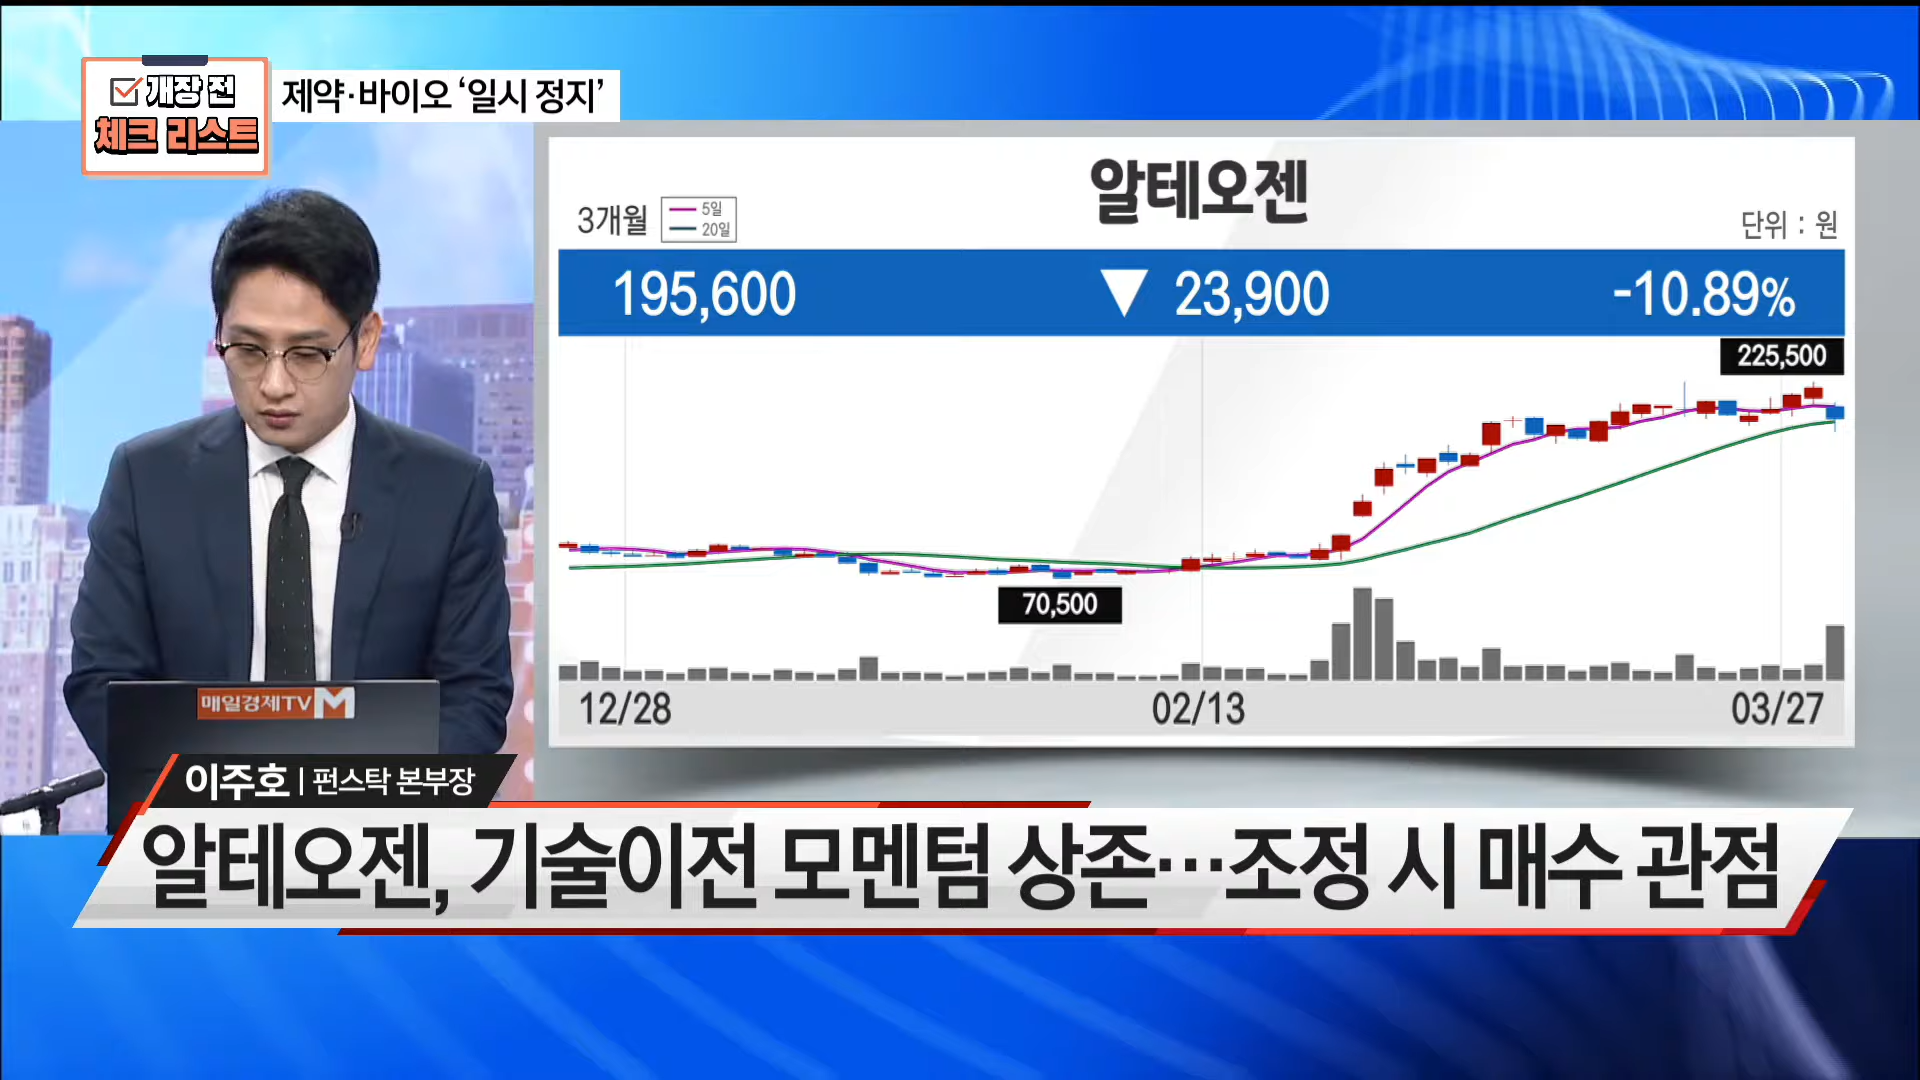 개장 전
체크 리스트
제약·바이오 ‘일시 정지’
알테오젠
3개월
5일
20일
단위 : 원
195,600 ▼ 23,900 -10.89%
225,500
70,500
12/28 02/13 03/27
매일경제TV M
이주호 | 펀스탁 본부장
알테오젠, 기술이전 모멘텀 상존…조정 시 매수 관점